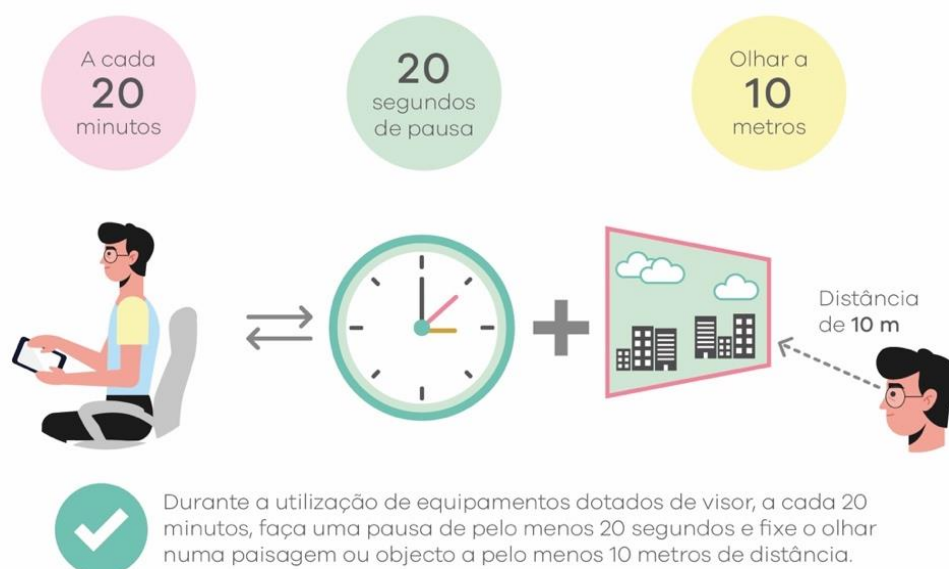 A cada
20
minutos
20
segundos
de pausa
Olhar a
10
metros
Distância
de 10 m
Durante a utilização de equipamentos dotados de visor, a cada 20
minutos, faça uma pausa de pelo menos 20 segundos e fixe o olhar
numa paisagem ou objecto a pelo menos 10 metros de distância.